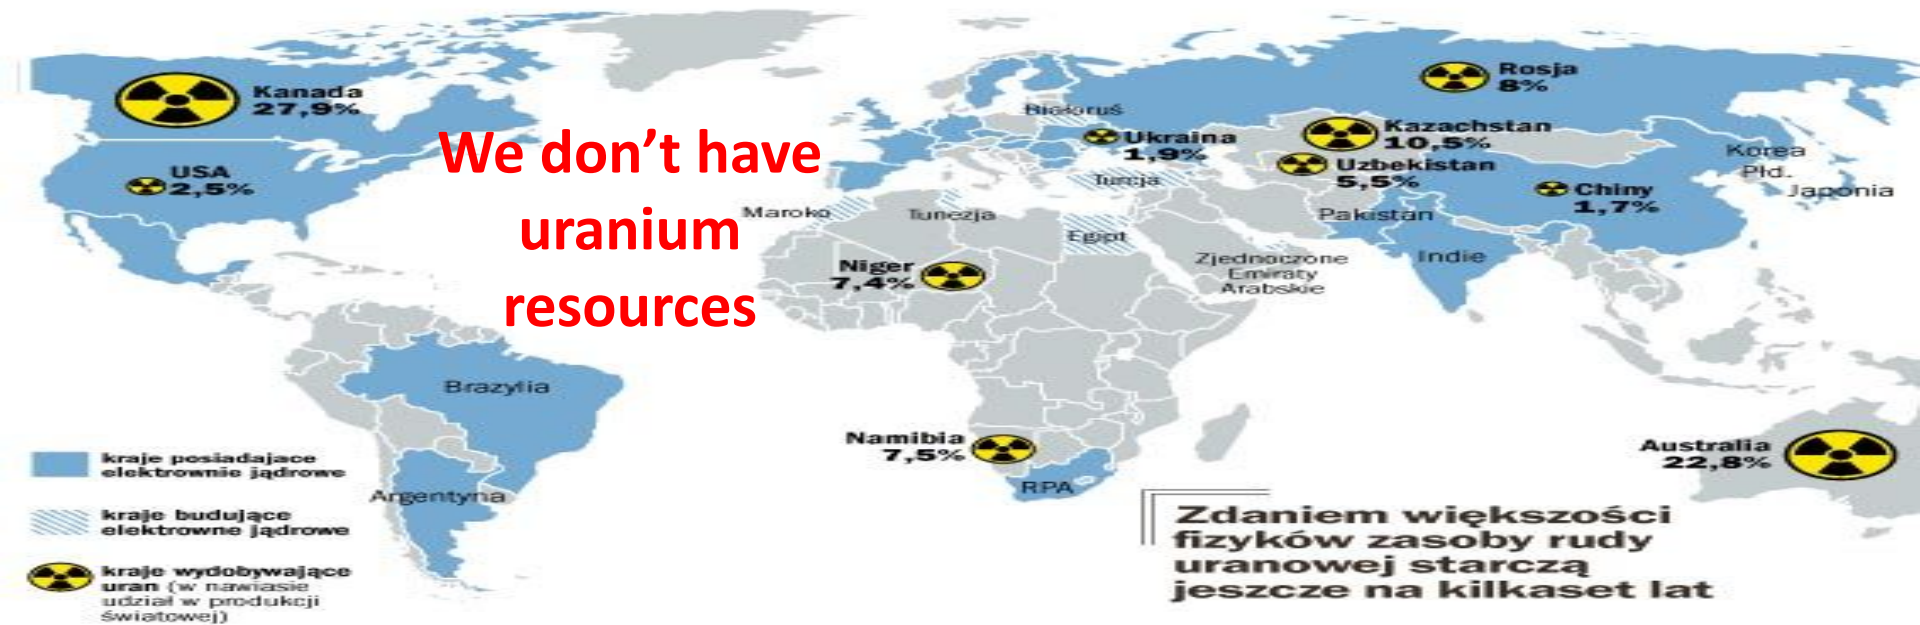 Kanada
27,9%
USA
2,5%
We don’t have
uranium
resources
Białoruś
Ukraina
1,9%
Turcja
Rosja
8%
Kazachstan
10,5%
Uzbekistan
5,5%
Chiny
1,7%
Korea
Płd.
Japonia
Maroko
Tunezja
Egipt
Pakistan
Indie
Zjednoczone
Emiraty
Arabskie
Niger
7,4%
Brazylia
Argentyna
Namibia
7,5%
RPA
Australia
22,8%
kraje posiadajace
elektrownie jądrowe
kraje budujące
elektrowne jądrowe
kraje wydobywające
uran (w nawiasie
udział w produkcji
światowej)
Zdaniem większości
fizyków zasoby rudy
uranowej starczą
jeszcze na kilkaset lat